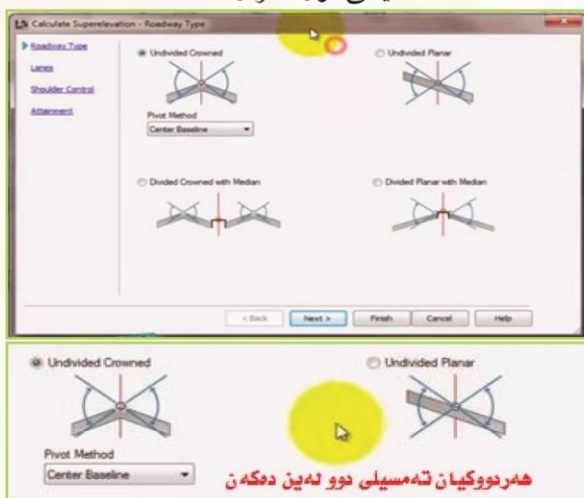 Calculate Superelevation - Roadway Type
Roadway Type
Lanes
Shoulder Control
Attainment
Undivided Crowned
Undivided Planar
Pivot Method
Center Baseline
Divided Crowned with Median
Divided Planar with Median
< Back
Next >
Finish
Cancel
Help
Undivided Crowned
Undivided Planar
Pivot Method
Center Baseline
هەردووکیان تەمسیلی دوو لەین دەکەن